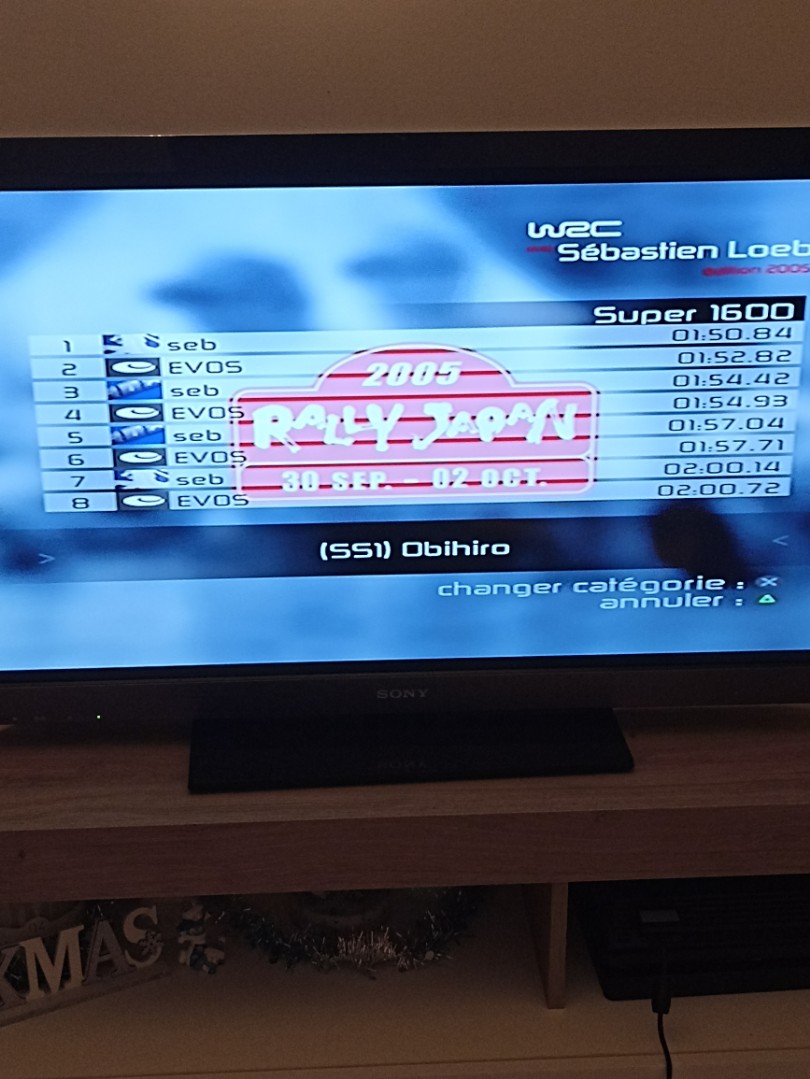 WRC
Sébastien Loeb
édition 2005
Super 1600
1 seb 01:50.84
2 EVOS 01:52.82
3 seb 01:54.42
4 EVOS 01:54.93
5 seb 01:57.04
6 EVOS 01:57.71
7 seb 02:00.14
8 EVOS 02:00.72
2005
RALLY JAPAN
30 SEP. - 02 OCT.
> (SS1) Obihiro <
changer catégorie :
annuler :
SONY
XMAS